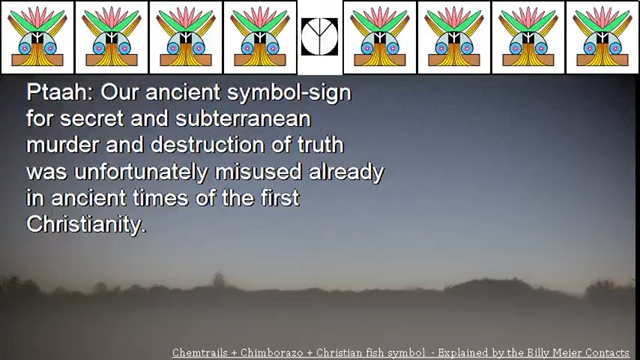 Ptaah: Our ancient symbol-sign
for secret and subterranean
murder and destruction of truth
was unfortunately misused already
in ancient times of the first
Christianity.
Chemtrails + Chimborazo + Christian fish symbol - Explained by the Billy Meier Contacts